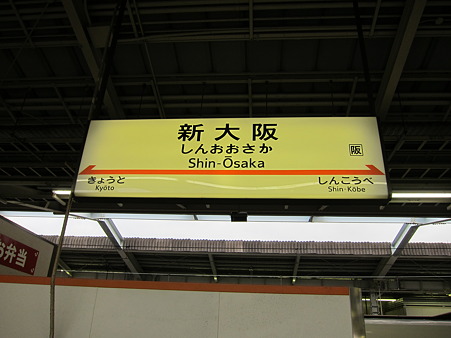 新大阪
しんおおさか
Shin-Ōsaka
阪
きょうと
Kyōto
しんこうべ
Shin-Kōbe
お弁当